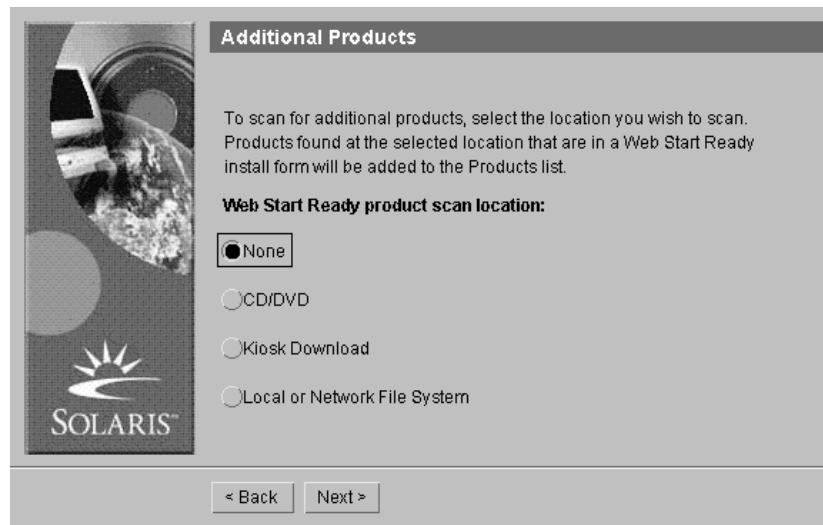 Additional Products
To scan for additional products, select the location you wish to scan.
Products found at the selected location that are in a Web Start Ready
install form will be added to the Products list.
Web Start Ready product scan location:
None
CD/DVD
Kiosk Download
Local or Network File System
SOLARIS™
< Back Next >